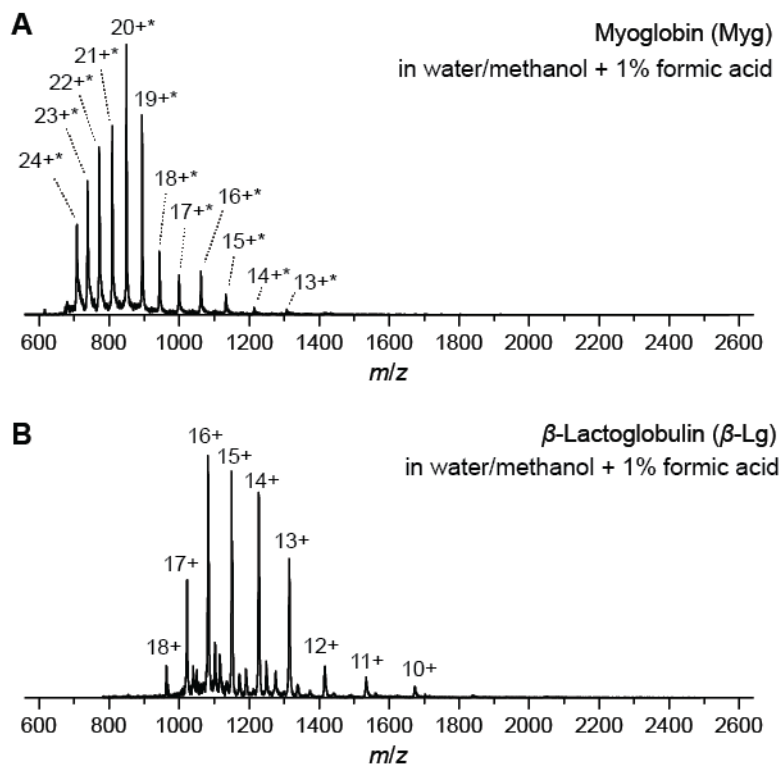 A
Myoglobin (Myg)
in water/methanol + 1% formic acid
20+*
21+*
22+*
19+*
23+*
24+*
18+*
17+*
16+*
15+*
14+*
13+*
600 800 1000 1200 1400 1600 1800 2000 2200 2400 2600
m/z
B
β-Lactoglobulin (β-Lg)
in water/methanol + 1% formic acid
16+
15+
14+
13+
17+
18+
12+
11+
10+
600 800 1000 1200 1400 1600 1800 2000 2200 2400 2600
m/z